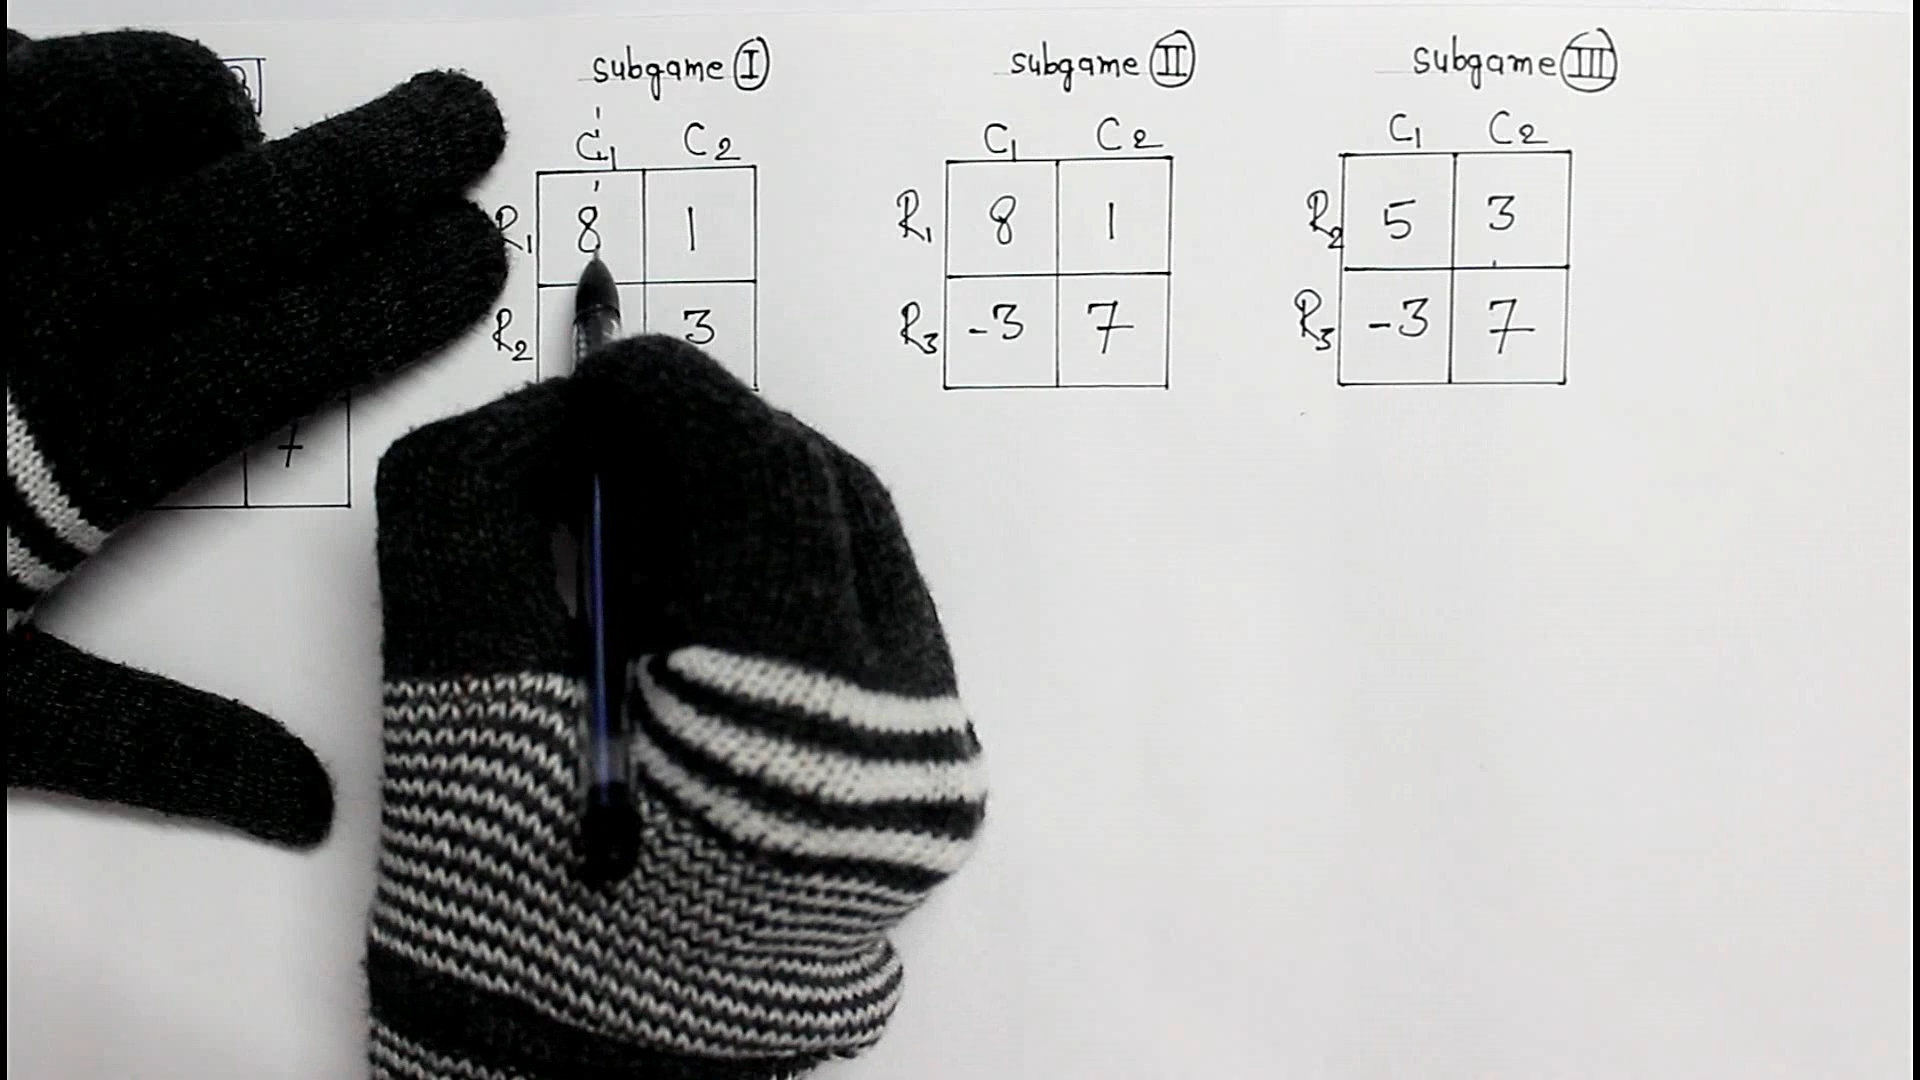 subgame I subgame II subgame III
C1 C2 C1 C2 C1 C2
R1 8 1 R1 8 1 R2 5 3
R2 3 R3 -3 7 R3 -3 7
7